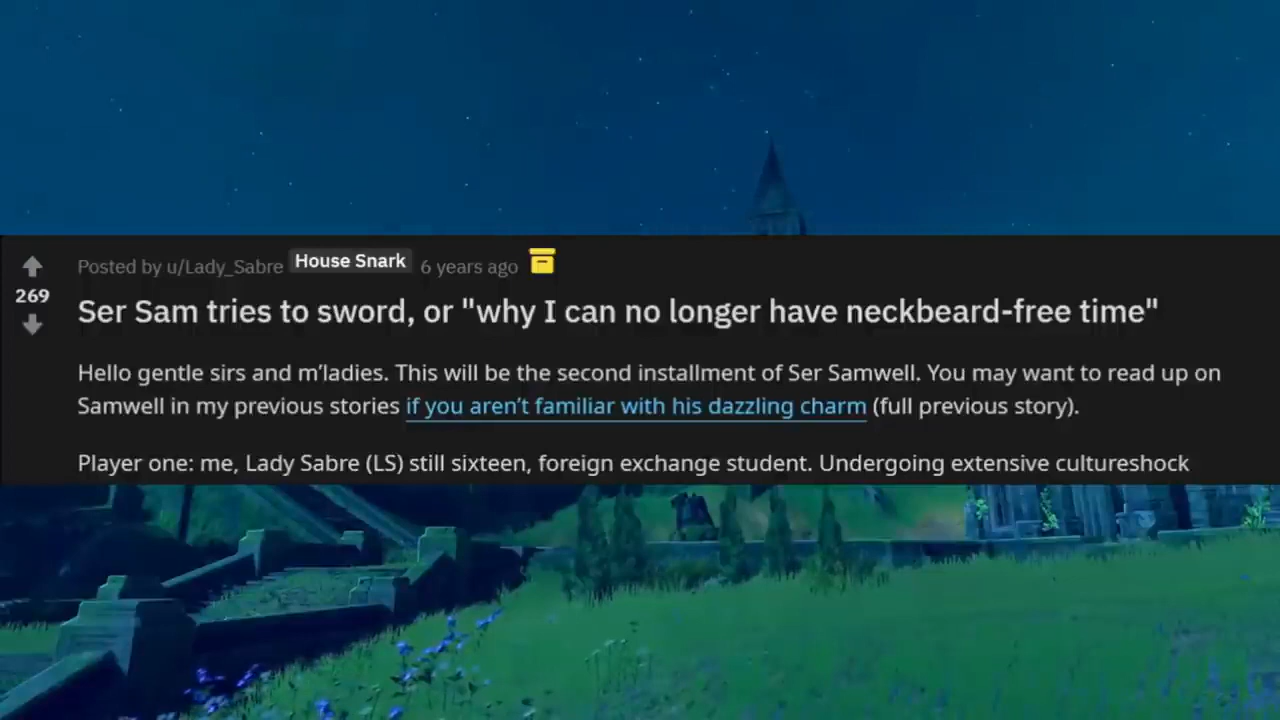 Posted by u/Lady_Sabre House Snark 6 years ago
269
Ser Sam tries to sword, or "why I can no longer have neckbeard-free time"
Hello gentle sirs and m’ladies. This will be the second installment of Ser Samwell. You may want to read up on
Samwell in my previous stories if you aren’t familiar with his dazzling charm (full previous story).
Player one: me, Lady Sabre (LS) still sixteen, foreign exchange student. Undergoing extensive cultureshock